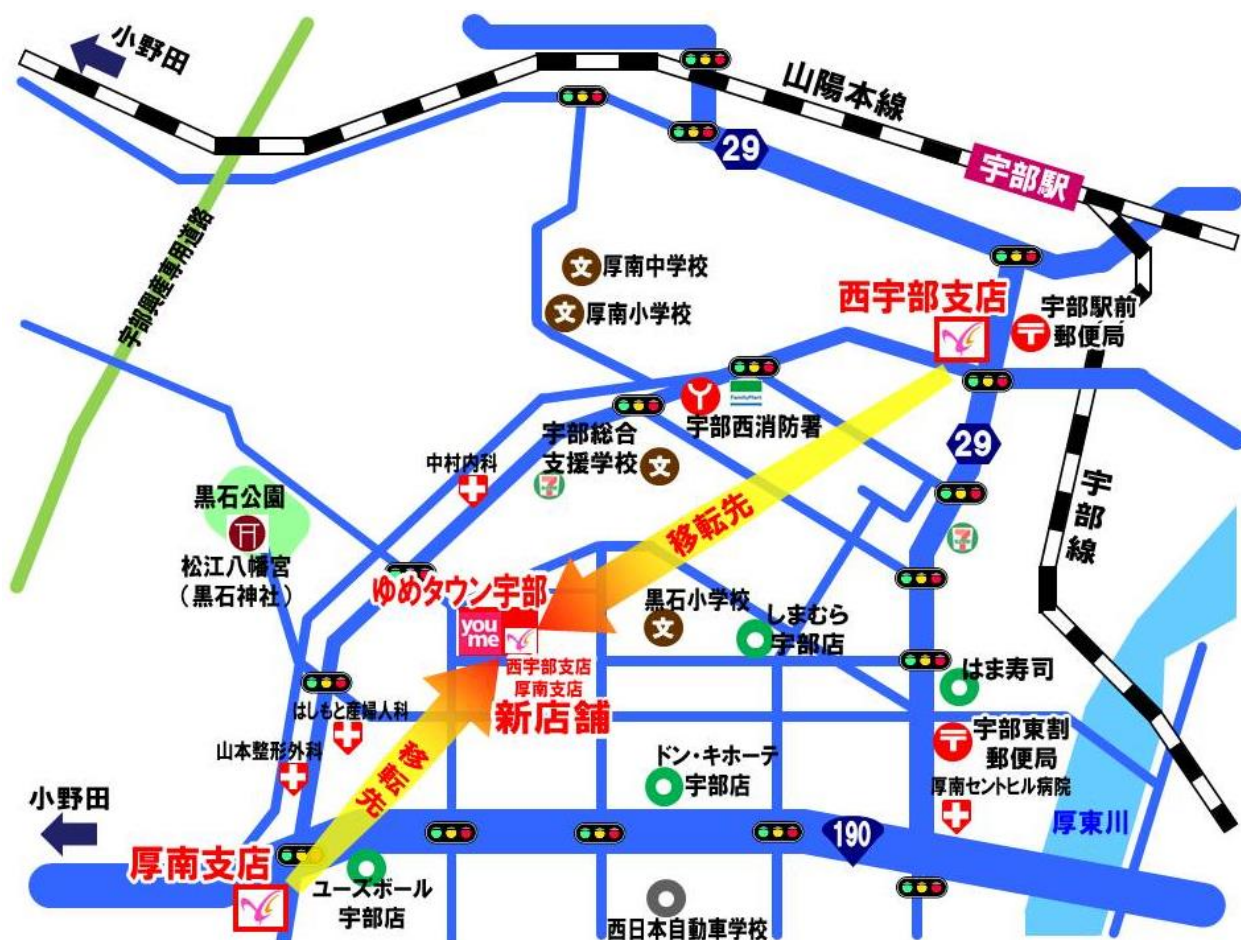 小野田
山陽本線
29
宇部駅
宇部興産専用道路
厚南中学校
厚南小学校
西宇部支店
宇部駅前
郵便局
FamilyMart
宇部西消防署
宇部総合
支援学校
中村内科
29
黒石公園
松江八幡宮
（黒石神社）
移転先
宇部線
ゆめタウン宇部
you
me
黒石小学校
しまむら
宇部店
西宇部支店
厚南支店
新店舗
はま寿司
はしもと産婦人科
山本整形外科
移転先
宇部東割
郵便局
ドン・キホーテ
宇部店
厚南セントヒル病院
小野田
190
厚東川
厚南支店
ユーズボール
宇部店
西日本自動車学校
文
文
文
文
7
7